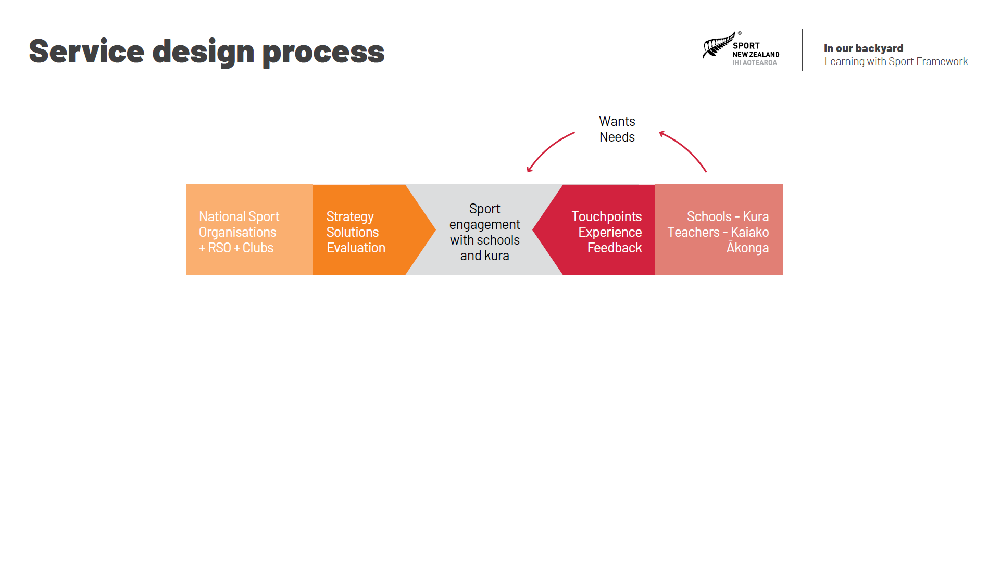 Service design process
SPORT
NEW ZEALAND
IHI AOTEAROA
In our backyard
Learning with Sport Framework
Wants
Needs
National Sport
Organisations
+ RSO + Clubs
Strategy
Solutions
Evaluation
Sport
engagement
with schools
and kura
Touchpoints
Experience
Feedback
Schools - Kura
Teachers - Kaiako
Ākonga